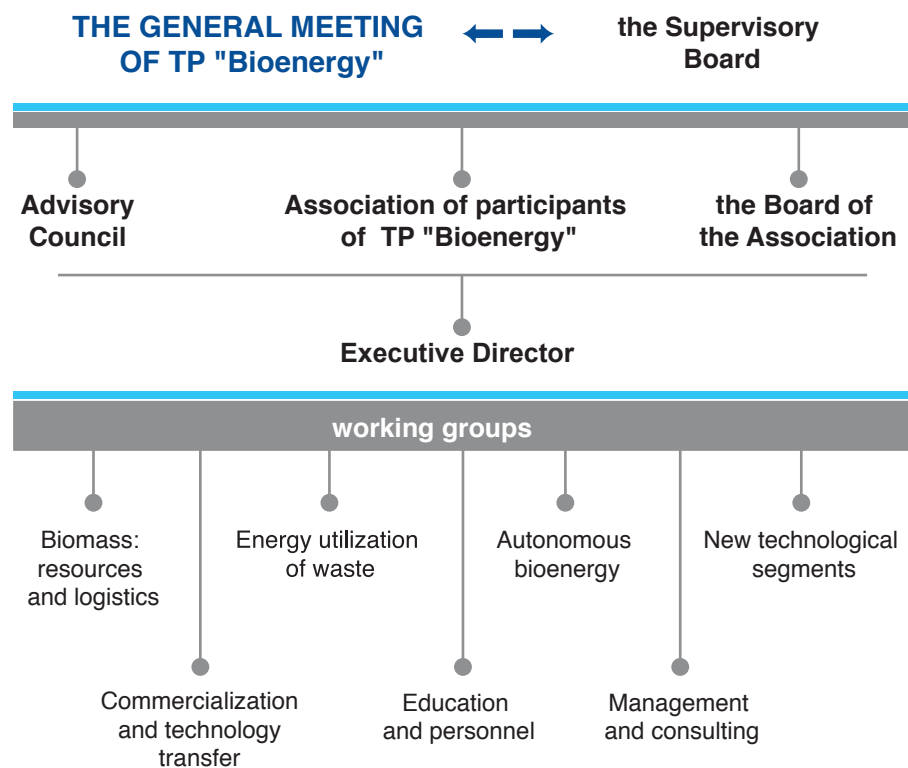 THE GENERAL MEETING
OF TP "Bioenergy"
the Supervisory
Board
Advisory
Council
Association of participants
of TP "Bioenergy"
the Board of
the Association
Executive Director
working groups
Biomass:
resources
and logistics
Energy utilization
of waste
Autonomous
bioenergy
New technological
segments
Commercialization
and technology
transfer
Education
and personnel
Management
and consulting